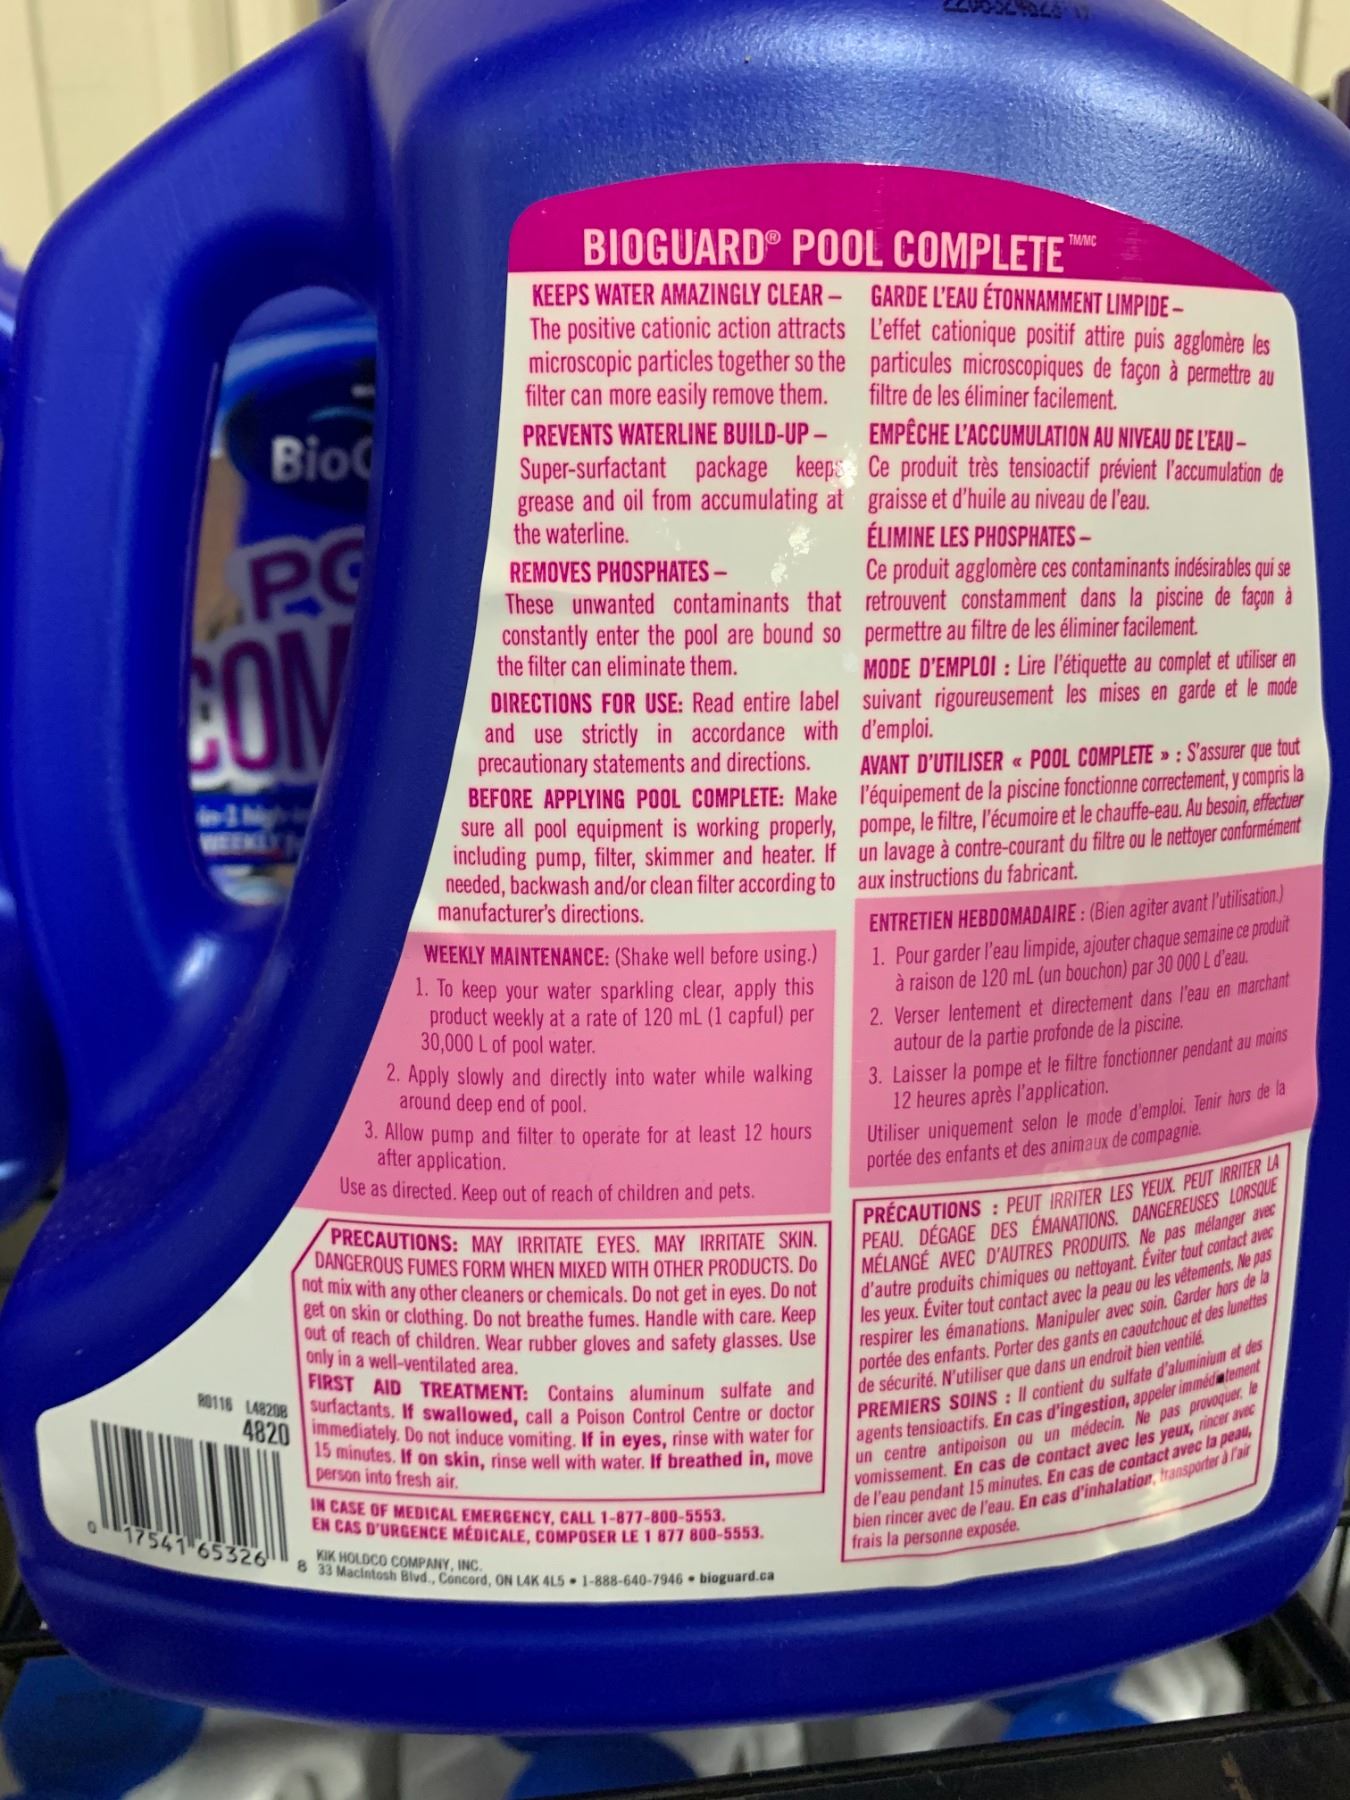 BIOGUARD® POOL COMPLETE™/MC
KEEPS WATER AMAZINGLY CLEAR –
The positive cationic action attracts
microscopic particles together so the
filter can more easily remove them.
PREVENTS WATERLINE BUILD-UP –
Super-surfactant package keeps
grease and oil from accumulating at
the waterline.
REMOVES PHOSPHATES –
These unwanted contaminants that
constantly enter the pool are bound so
the filter can eliminate them.
DIRECTIONS FOR USE: Read entire label
and use strictly in accordance with
precautionary statements and directions.
BEFORE APPLYING POOL COMPLETE: Make
sure all pool equipment is working properly,
including pump, filter, skimmer and heater. If
needed, backwash and/or clean filter according to
manufacturer's directions.
WEEKLY MAINTENANCE: (Shake well before using.)
1. To keep your water sparkling clear, apply this
product weekly at a rate of 120 mL (1 capful) per
30,000 L of pool water.
2. Apply slowly and directly into water while walking
around deep end of pool.
3. Allow pump and filter to operate for at least 12 hours
after application.
Use as directed. Keep out of reach of children and pets.
PRECAUTIONS: MAY IRRITATE EYES. MAY IRRITATE SKIN.
DANGEROUS FUMES FORM WHEN MIXED WITH OTHER PRODUCTS. Do
not mix with any other cleaners or chemicals. Do not get in eyes. Do not
get on skin or clothing. Do not breathe fumes. Handle with care. Keep
out of reach of children. Wear rubber gloves and safety glasses. Use
only in a well-ventilated area.
FIRST AID TREATMENT: Contains aluminum sulfate and
surfactants. If swallowed, call a Poison Control Centre or doctor
immediately. Do not induce vomiting. If in eyes, rinse with water for
15 minutes. If on skin, rinse well with water. If breathed in, move
person into fresh air.
IN CASE OF MEDICAL EMERGENCY, CALL 1-877-800-5553.
EN CAS D'URGENCE MÉDICALE, COMPOSER LE 1 877 800-5553.
KIK HOLDCO COMPANY, INC.
33 Macintosh Blvd., Concord, ON L4K 4L5 • 1-888-640-7946 • bioguard.ca
GARDE L'EAU ÉTONNAMMENT LIMPIDE –
L'effet cationique positif attire puis agglomère les
particules microscopiques de façon à permettre au
filtre de les éliminer facilement.
EMPÊCHE L'ACCUMULATION AU NIVEAU DE L'EAU –
Ce produit très tensioactif prévient l'accumulation de
graisse et d'huile au niveau de l'eau.
ÉLIMINE LES PHOSPHATES –
Ce produit agglomère ces contaminants indésirables qui se
retrouvent constamment dans la piscine de façon à
permettre au filtre de les éliminer facilement.
MODE D'EMPLOI : Lire l'étiquette au complet et utiliser en
suivant rigoureusement les mises en garde et le mode
d'emploi.
AVANT D'UTILISER « POOL COMPLETE » : S'assurer que tout
l'équipement de la piscine fonctionne correctement, y compris la
pompe, le filtre, l'écumoire et le chauffe-eau. Au besoin, effectuer
un lavage à contre-courant du filtre ou le nettoyer conformément
aux instructions du fabricant.
ENTRETIEN HEBDOMADAIRE : (Bien agiter avant l'utilisation.)
1. Pour garder l'eau limpide, ajouter chaque semaine ce produit
à raison de 120 mL (un bouchon) par 30 000 L d'eau.
2. Verser lentement et directement dans l'eau en marchant
autour de la partie profonde de la piscine.
3. Laisser la pompe et le filtre fonctionner pendant au moins
12 heures après l'application.
Utiliser uniquement selon le mode d'emploi. Tenir hors de la
portée des enfants et des animaux de compagnie.
PRÉCAUTIONS : PEUT IRRITER LES YEUX. PEUT IRRITER LA
PEAU. DÉGAGE DES ÉMANATIONS. DANGEREUSES LORSQUE
MÉLANGÉ AVEC D'AUTRES PRODUITS. Ne pas mélanger avec
d'autre produits chimiques ou nettoyant. Éviter tout contact avec
les yeux. Éviter tout contact avec la peau ou les vêtements. Ne pas
respirer les émanations. Manipuler avec soin. Garder hors de la
portée des enfants. Porter des gants en caoutchouc et des lunettes
de sécurité. N'utiliser que dans un endroit bien ventilé.
PREMIERS SOINS : Il contient du sulfate d'aluminium et des
agents tensioactifs. En cas d'ingestion, appeler immédiatement
un centre antipoison ou un médecin. Ne pas provoquer, le
vomissement. En cas de contact avec les yeux, rincer avec
de l'eau pendant 15 minutes. En cas de contact avec la peau,
bien rincer avec de l'eau. En cas d'inhalation, transporter à l'air
frais la personne exposée.
R0116 L4820B
4820
0 17541 65326 8
BioG
PO
COM
WEEKLY